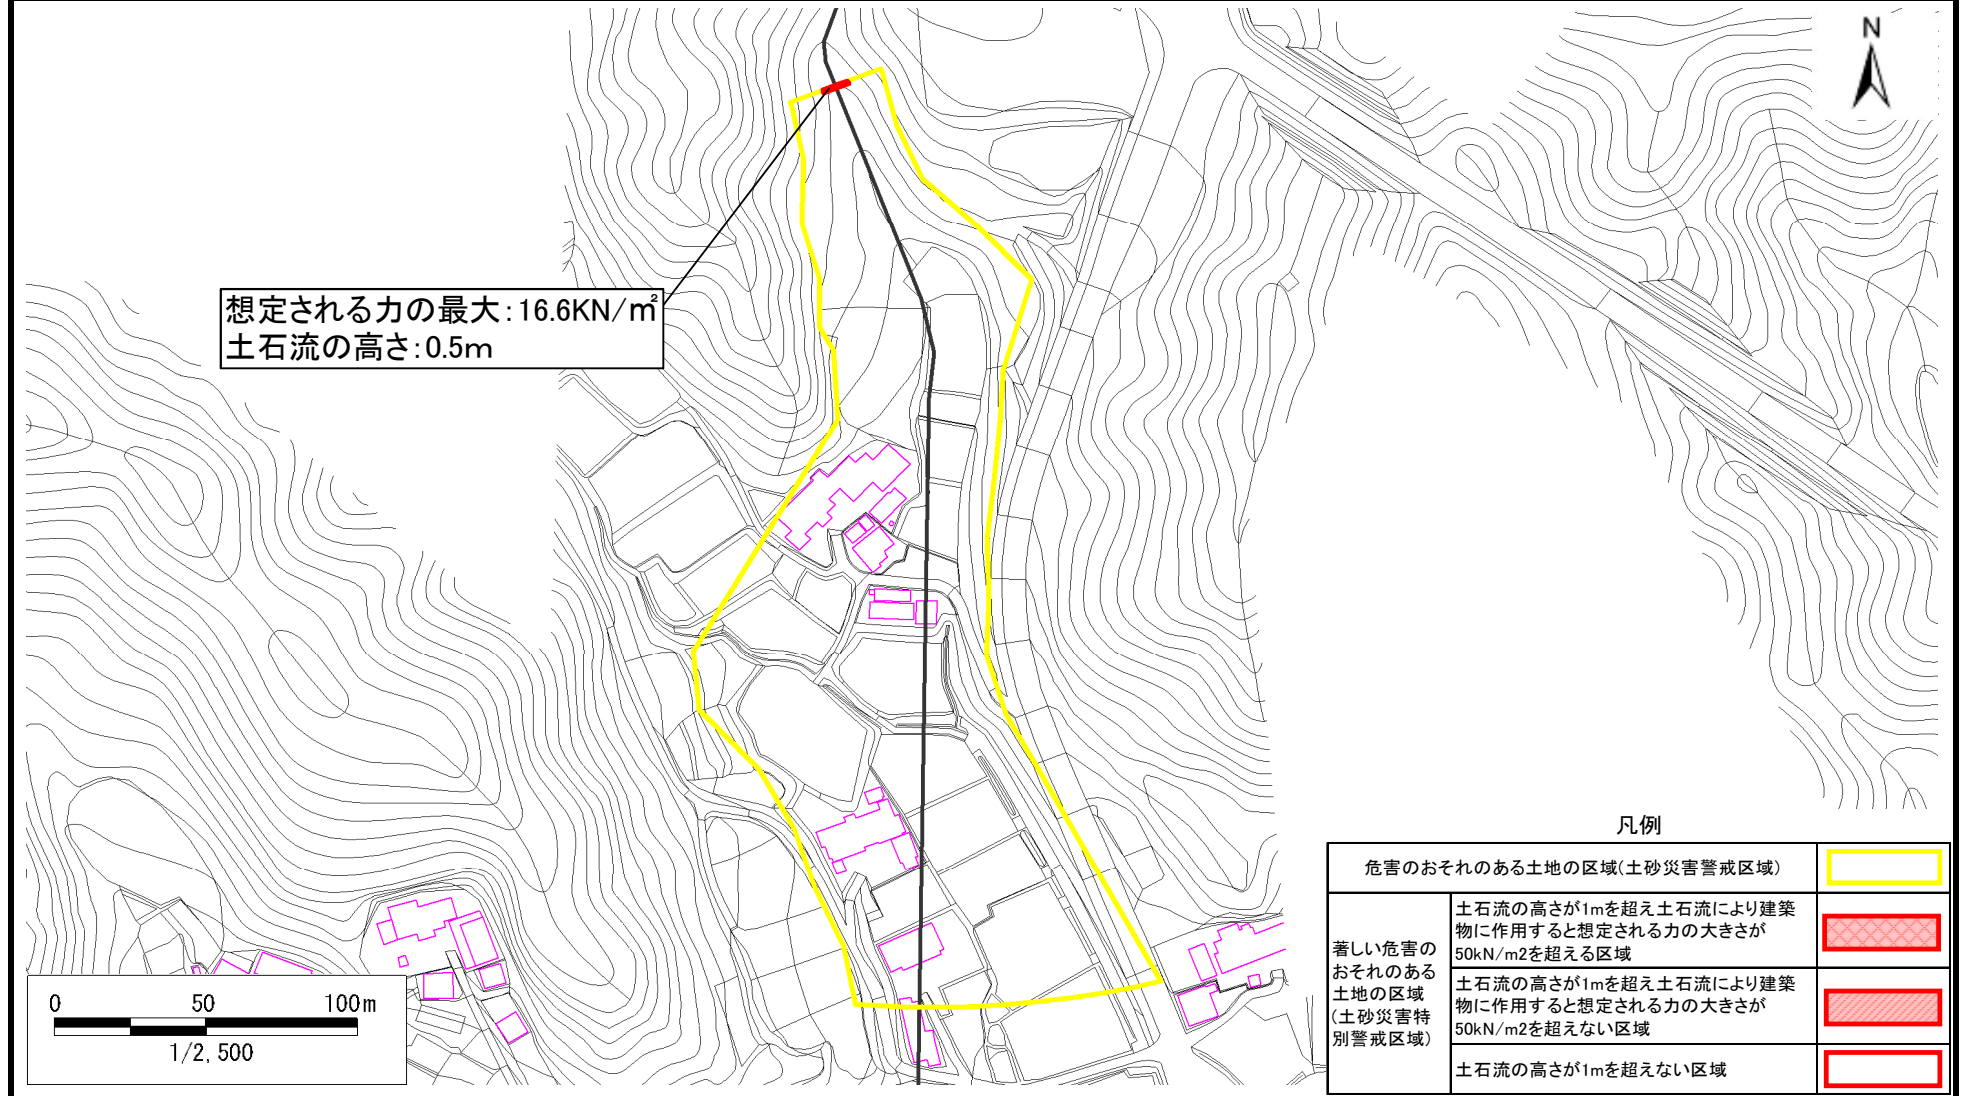 N
想定される力の最大:16.6KN/㎡
土石流の高さ:0.5m
凡例
危害のおそれのある土地の区域(土砂災害警戒区域)
著しい危害の
おそれのある
土地の区域
(土砂災害特
別警戒区域)
土石流の高さが1mを超え土石流により建築
物に作用すると想定される力の大きさが
50kN/m2を超える区域
土石流の高さが1mを超え土石流により建築
物に作用すると想定される力の大きさが
50kN/m2を超えない区域
土石流の高さが1mを超えない区域
0 50 100m
1/2,500